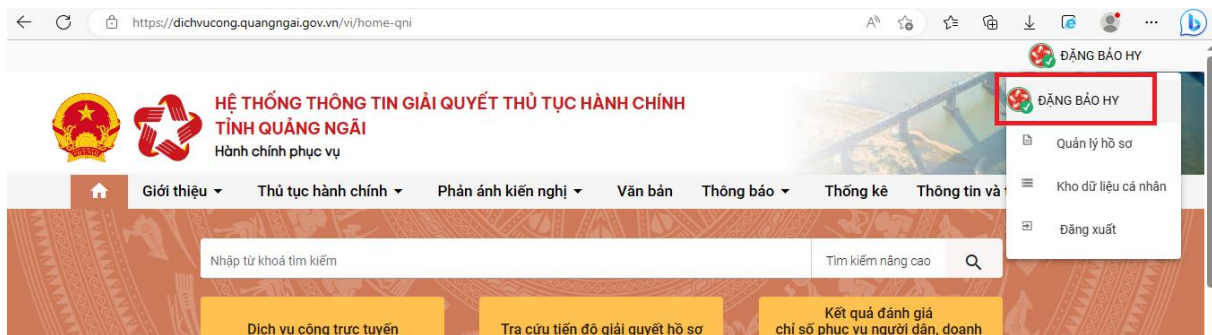 https://dichvucong.quangngai.gov.vn/vi/home-qni
ĐẶNG BẢO HY
ĐẶNG BẢO HY
HỆ THỐNG THÔNG TIN GIẢI QUYẾT THỦ TỤC HÀNH CHÍNH
TỈNH QUẢNG NGÃI
Hành chính phục vụ
Quản lý hồ sơ
Kho dữ liệu cá nhân
Đăng xuất
Giới thiệu Thủ tục hành chính Phản ánh kiến nghị Văn bản Thông báo Thống kê Thông tin và
Nhập từ khoá tìm kiếm Tìm kiếm nâng cao
Dịch vụ công trực tuyến
Tra cứu tiến độ giải quyết hồ sơ
Kết quả đánh giá
chỉ số phục vụ người dân, doanh